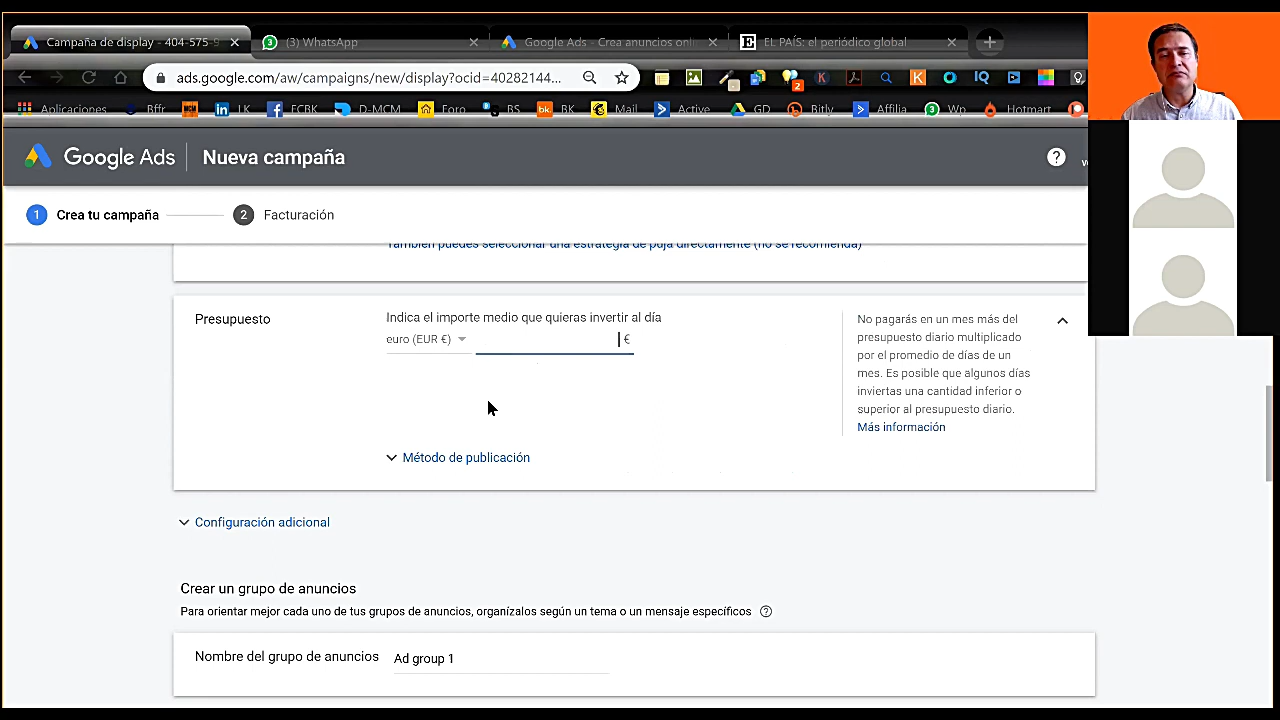 Campaña de display - 404-575-9
(3) WhatsApp
Google Ads - Crea anuncios onli
EL PAÍS: el periódico global
ads.google.com/aw/campaigns/new/display?ocid=40282144...
Aplicaciones
Bffr
LK
FCBK
D-MCM
Foro
BS
BK
Mail
Active
GD
Bitly
Affilia
Wp
Hotmart
Google Ads
Nueva campaña
1 Crea tu campaña
2 Facturación
También puedes seleccionar una estrategia de puja directamente (no se recomienda)
Presupuesto
Indica el importe medio que quieras invertir al día
euro (EUR €)
€
Método de publicación
No pagarás en un mes más del
presupuesto diario multiplicado
por el promedio de días de un
mes. Es posible que algunos días
inviertas una cantidad inferior o
superior al presupuesto diario.
Más información
Configuración adicional
Crear un grupo de anuncios
Para orientar mejor cada uno de tus grupos de anuncios, organízalos según un tema o un mensaje específicos
Nombre del grupo de anuncios
Ad group 1